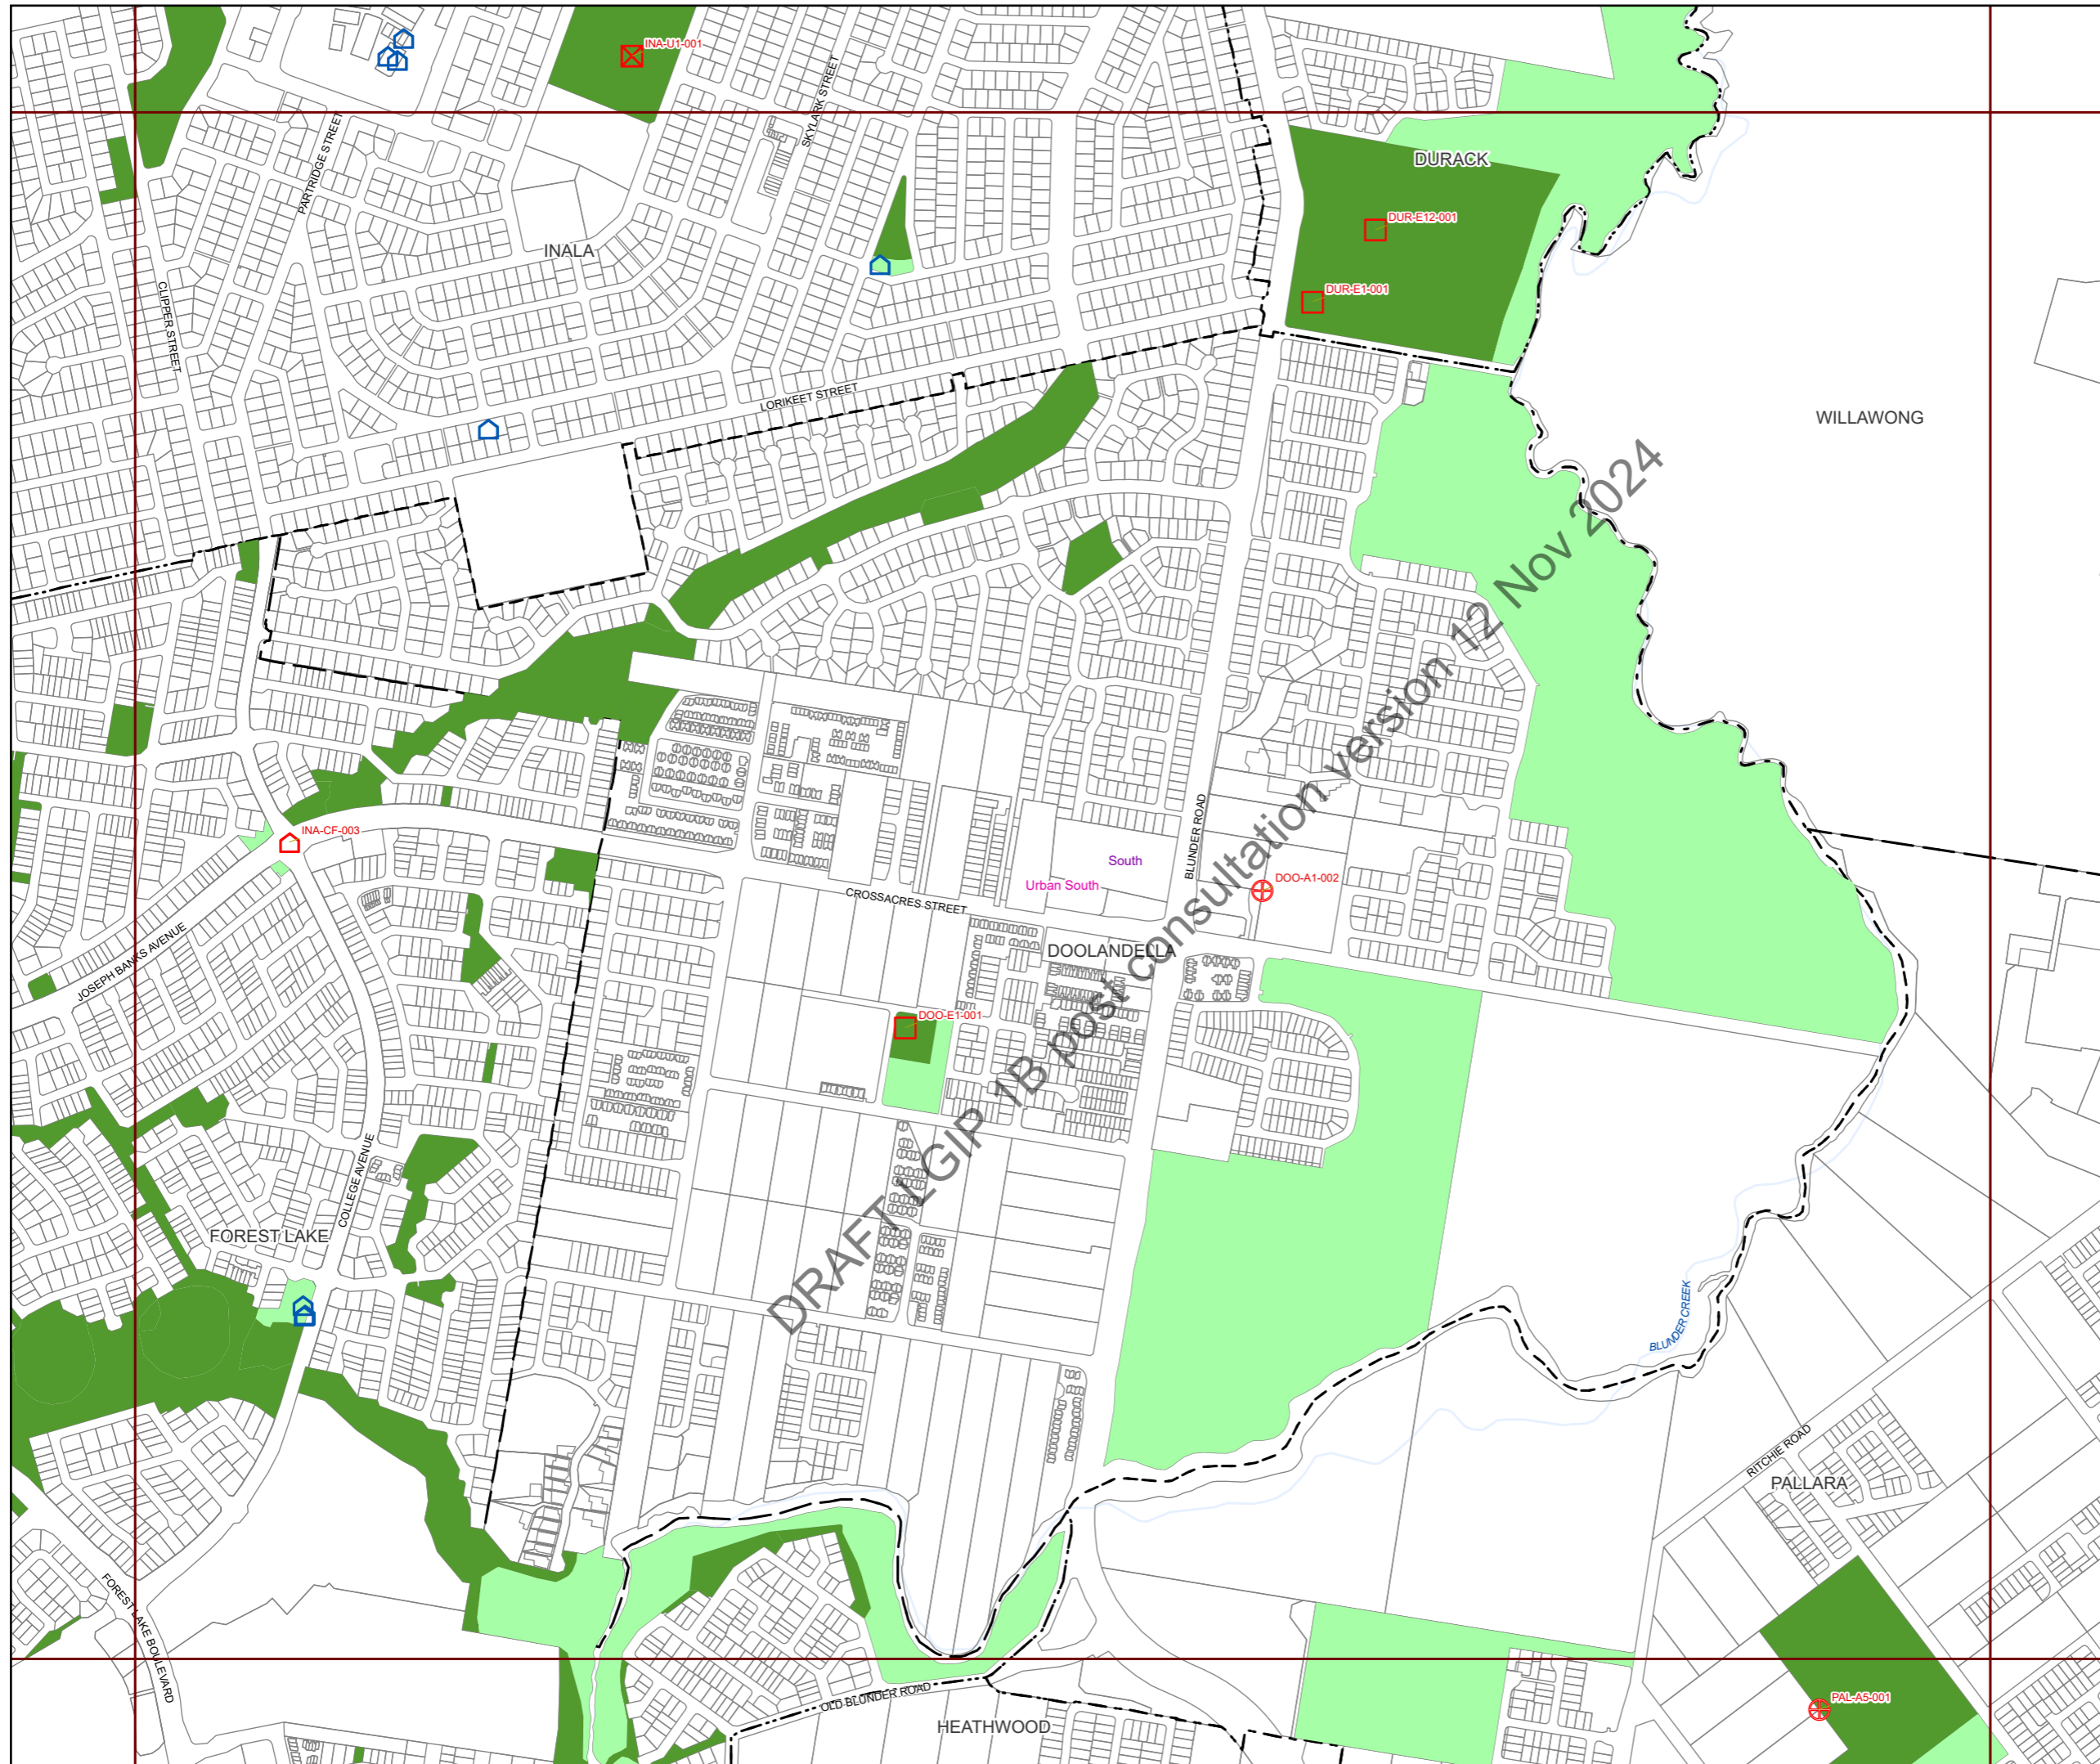 INA-U1-001
SKYLARK STREET
PARTRIDGE STREET
DURACK
DUR-E12-001
INALA
CLIPPER STREET
DUR-E1-001
LORIKEET STREET
WILLAWONG
INA-CF-003
BLUNDER ROAD
South
Urban South
DOO-A1-002
CROSSACRES STREET
DOOLANDELLA
JOSEPH BANKS AVENUE
DOO-E1-001
DRAFT LGIP 1B post consultation version 12 Nov 2024
COLLEGE AVENUE
FOREST LAKE
BLUNDER CREEK
RITCHIE ROAD
PALLARA
FOREST LAKE BOULEVARD
OLD BLUNDER ROAD
PAL-A5-001
HEATHWOOD